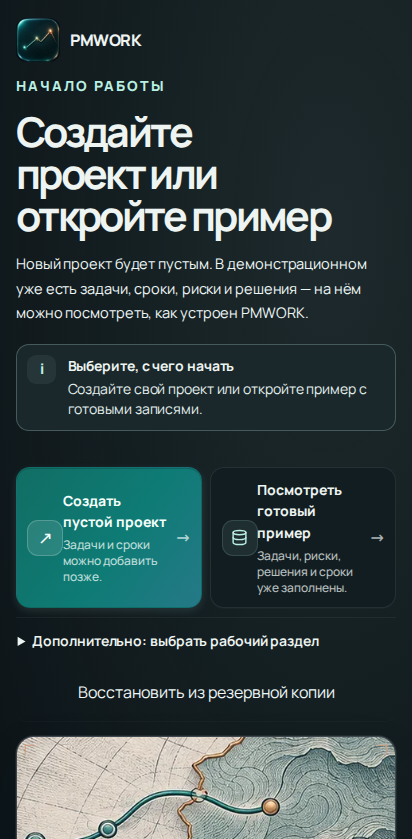 PMWORK
НАЧАЛО РАБОТЫ
Создайте
проект или
откройте пример
Новый проект будет пустым. В демонстрационном
уже есть задачи, сроки, риски и решения — на нём
можно посмотреть, как устроен PMWORK.
i
Выберите, с чего начать
Создайте свой проект или откройте пример с
готовыми записями.
↗
Создать
пустой проект
Задачи и сроки
можно добавить
позже.
→
Посмотреть
готовый
пример
Задачи, риски,
решения и сроки
уже заполнены.
→
▶ Дополнительно: выбрать рабочий раздел
Восстановить из резервной копии